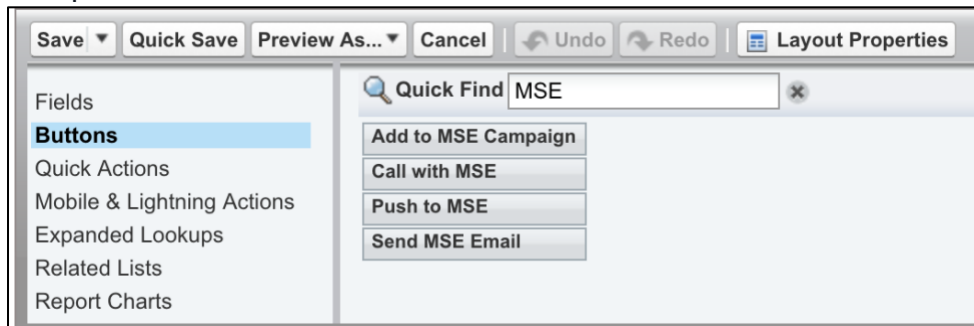 Save Quick Save Preview As... Cancel Undo Redo Layout Properties
Quick Find MSE
Fields
Buttons
Quick Actions
Mobile & Lightning Actions
Expanded Lookups
Related Lists
Report Charts
Add to MSE Campaign
Call with MSE
Push to MSE
Send MSE Email